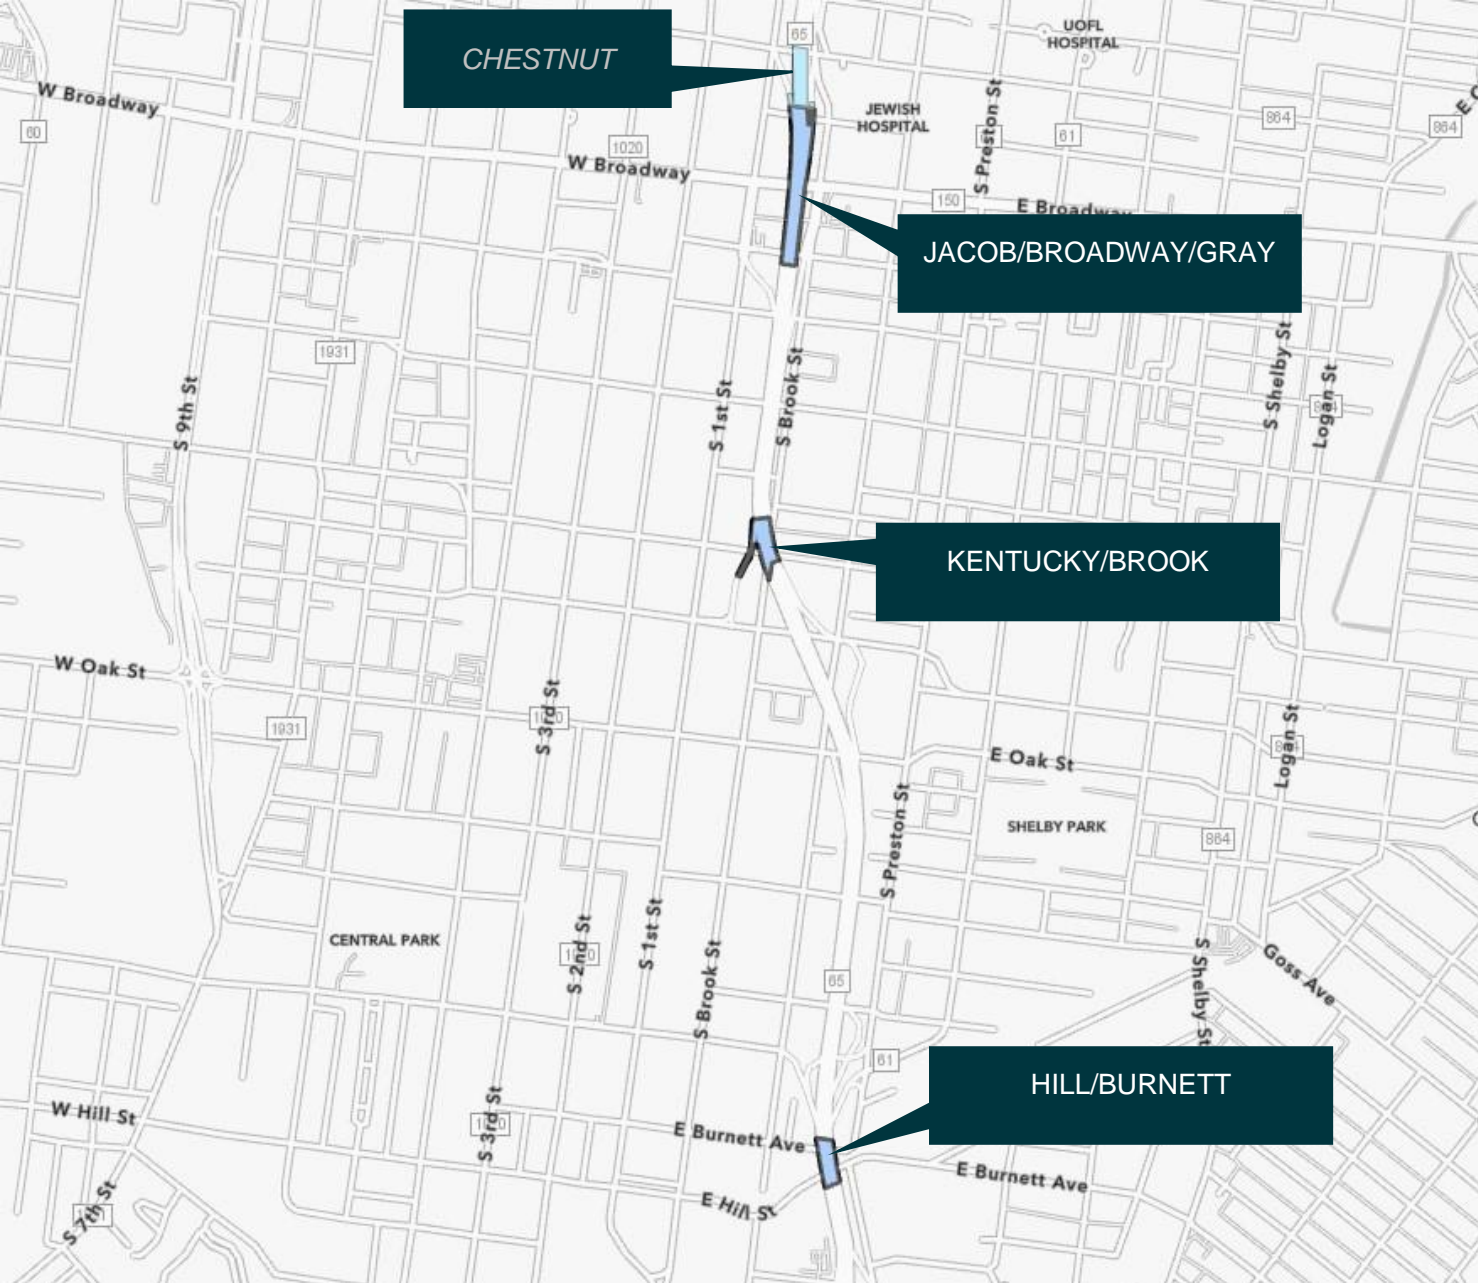 65
UOFL
HOSPITAL
CHESTNUT
W Broadway
60
JEWISH
HOSPITAL
S Preston St
61
864
864
1020
W Broadway
150
E Broadway
JACOB/BROADWAY/GRAY
1931
S 9th St
S 1st St
S Brook St
S Shelby St
Logan St
KENTUCKY/BROOK
W Oak St
1931
S 3rd St
Logan St
E Oak St
S Preston St
SHELBY PARK
864
CENTRAL PARK
S 2nd St
S 1st St
S Brook St
65
S Shelby St
Goss Ave
61
HILL/BURNETT
W Hill St
S 3rd St
E Burnett Ave
E Burnett Ave
E Hill St
S 7th St